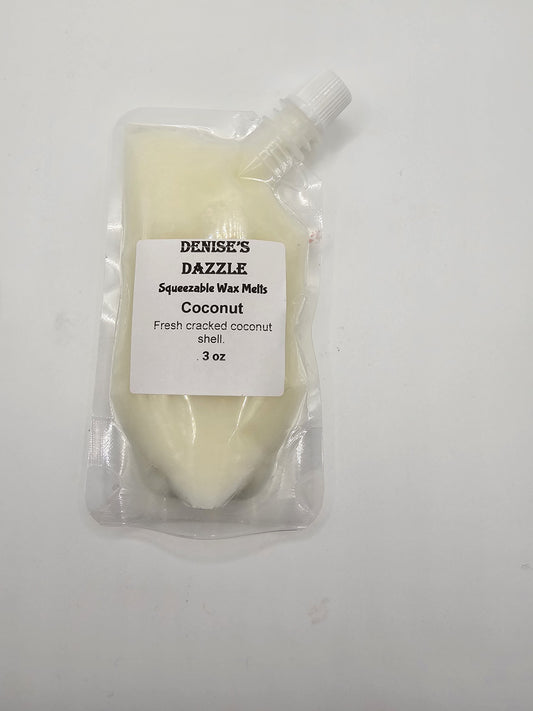 DENISE'S
DAZZLE
Squeezable Wax Melts
Coconut
Fresh cracked coconut
shell.
. 3 oz